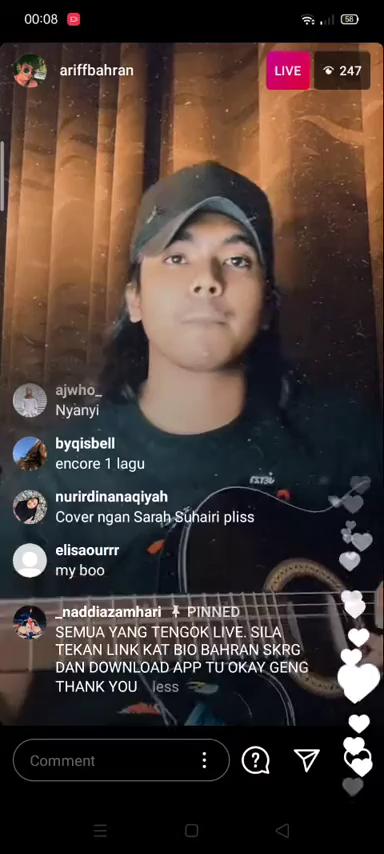 00:08
58
ariffbahran
LIVE
247
ajwho_
Nyanyi
byqisbell
encore 1 lagu
nurirdinanaqiyah
Cover ngan Sarah Suhairi pliss
elisaourrr
my boo
_naddiazamhari PINNED
SEMUA YANG TENGOK LIVE. SILA
TEKAN LINK KAT BIO BAHRAN SKRG
DAN DOWNLOAD APP TU OKAY GENG
THANK YOU less
Comment